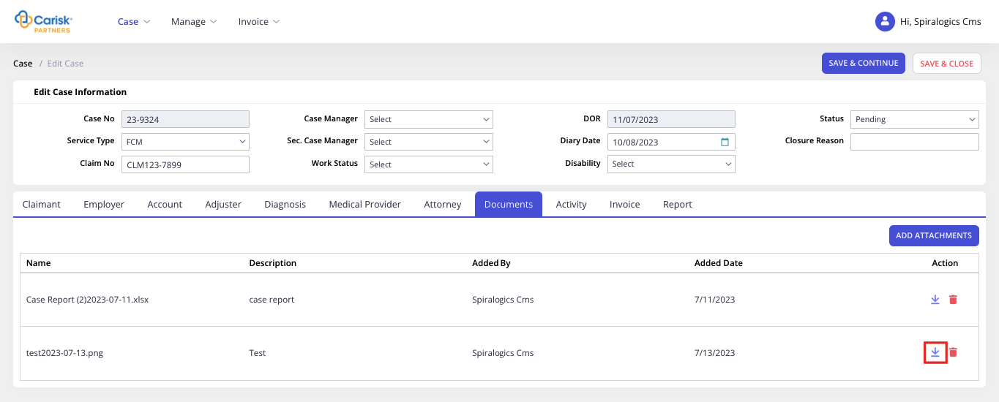 Carisk
PARTNERS
Case Manage Invoice
Hi, Spiralogics Cms
Case / Edit Case
SAVE & CONTINUE SAVE & CLOSE
Edit Case Information
Case No 23-9324 Case Manager Select DOR 11/07/2023 Status Pending
Service Type FCM Sec. Case Manager Select Diary Date 10/08/2023 Closure Reason
Claim No CLM123-7899 Work Status Select Disability Select
Claimant Employer Account Adjuster Diagnosis Medical Provider Attorney Documents Activity Invoice Report
ADD ATTACHMENTS
Name Description Added By Added Date Action
Case Report (2)2023-07-11.xlsx case report Spiralogics Cms 7/11/2023
test2023-07-13.png Test Spiralogics Cms 7/13/2023